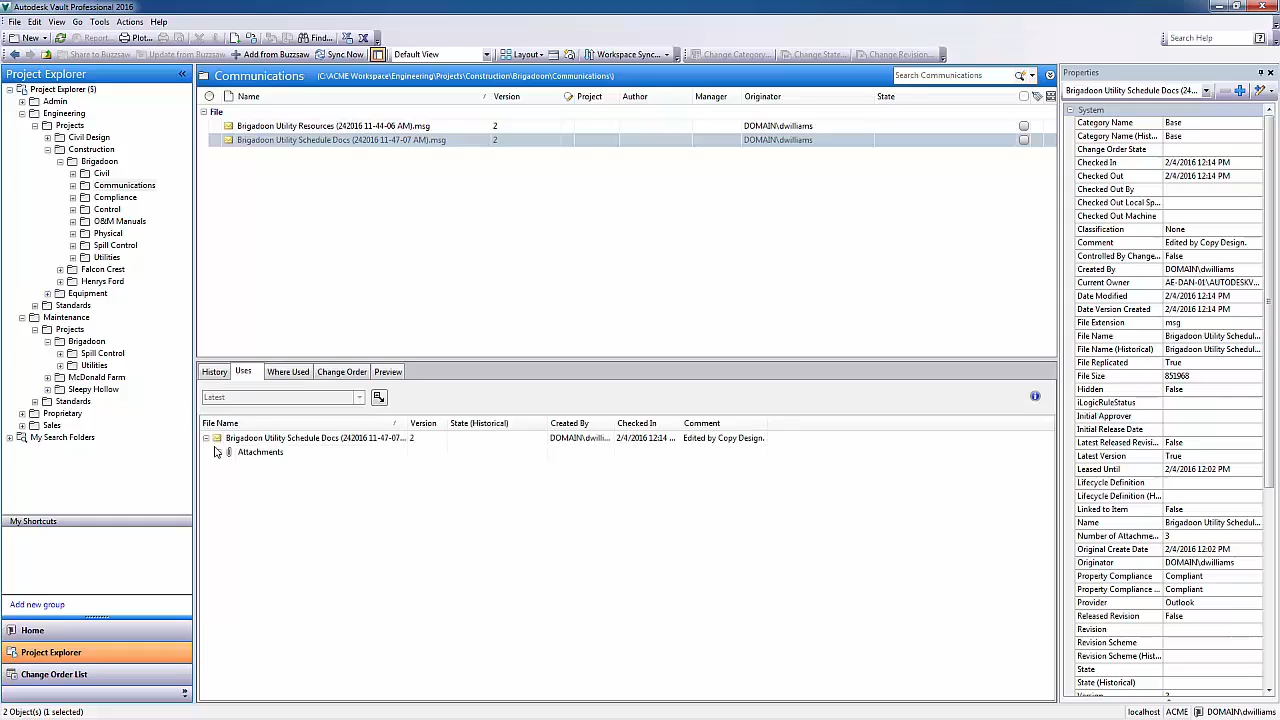 Autodesk Vault Professional 2016
File Edit View Go Tools Actions Help
New Report... Plot... Find...
Search Help
Share to Buzzsaw Update from Buzzsaw Add from Buzzsaw Sync Now Default View Layout Workspace Sync... Change Category... Change State... Change Revision...
Project Explorer
Project Explorer ($)
Admin
Engineering
Projects
Civil Design
Construction
Brigadoon
Civil
Communications
Compliance
Control
O&M Manuals
Physical
Spill Control
Utilities
Falcon Crest
Henrys Ford
Equipment
Standards
Maintenance
Projects
Brigadoon
Spill Control
Utilities
McDonald Farm
Sleepy Hollow
Standards
Proprietary
Sales
My Search Folders
My Shortcuts
Add new group
Home
Project Explorer
Change Order List
2 Object(s) (1 selected)
Communications (C:\ACME Workspace\Engineering\Projects\Construction\Brigadoon\Communications\)
Search Communications
Name Version Project Author Manager Originator State
File
Brigadoon Utility Resources (242016 11-44-06 AM).msg 2 DOMAIN\dwilliams
Brigadoon Utility Schedule Docs (242016 11-47-07 AM).msg 2 DOMAIN\dwilliams
History Uses Where Used Change Order Preview
Latest
File Name Version State (Historical) Created By Checked In Comment
Brigadoon Utility Schedule Docs (242016 11-47-07... 2 DOMAIN\dwilli... 2/4/2016 12:14 ... Edited by Copy Design.
Attachments
Properties
Brigadoon Utility Schedule Docs (24...
System
Category Name Base
Category Name (Hist... Base
Change Order State
Checked In 2/4/2016 12:14 PM
Checked Out 2/4/2016 12:14 PM
Checked Out By
Checked Out Local Sp...
Checked Out Machine
Classification None
Comment Edited by Copy Design.
Controlled By Change... False
Created By DOMAIN\dwilliams
Current Owner AE-DAN-01\AUTODESKV...
Date Modified 2/4/2016 12:14 PM
Date Version Created 2/4/2016 12:14 PM
File Extension msg
File Name Brigadoon Utility Schedul...
File Name (Historical) Brigadoon Utility Schedul...
File Replicated True
File Size 851968
Hidden False
iLogicRuleStatus
Initial Approver
Initial Release Date
Latest Released Revisi... False
Latest Version True
Leased Until 2/4/2016 12:02 PM
Lifecycle Definition
Lifecycle Definition (H...
Linked to Item False
Name Brigadoon Utility Schedul...
Number of Attachme... 3
Original Create Date 2/4/2016 12:02 PM
Originator DOMAIN\dwilliams
Property Compliance Compliant
Property Compliance ... Compliant
Provider Outlook
Released Revision False
Revision
Revision Scheme
Revision Scheme (Hist...
State
State (Historical)
localhost ACME DOMAIN\dwilliams